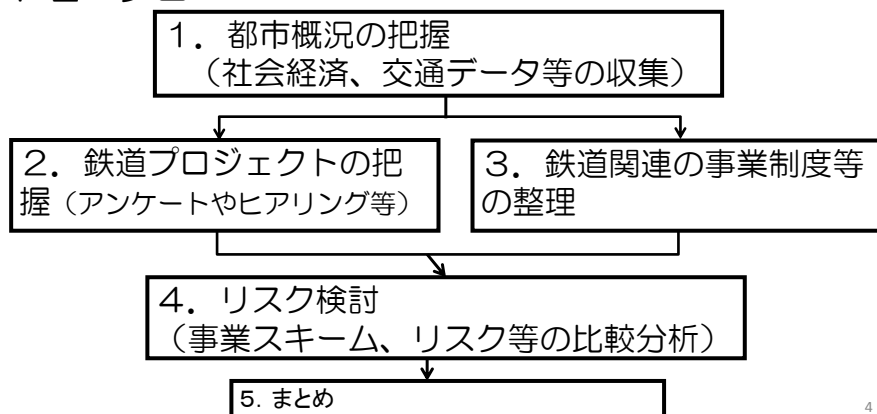 1．都市概況の把握
（社会経済、交通データ等の収集）
2．鉄道プロジェクトの把
握（アンケートやヒアリング等）
3．鉄道関連の事業制度等
の整理
4．リスク検討
（事業スキーム、リスク等の比較分析）
5．まとめ
4